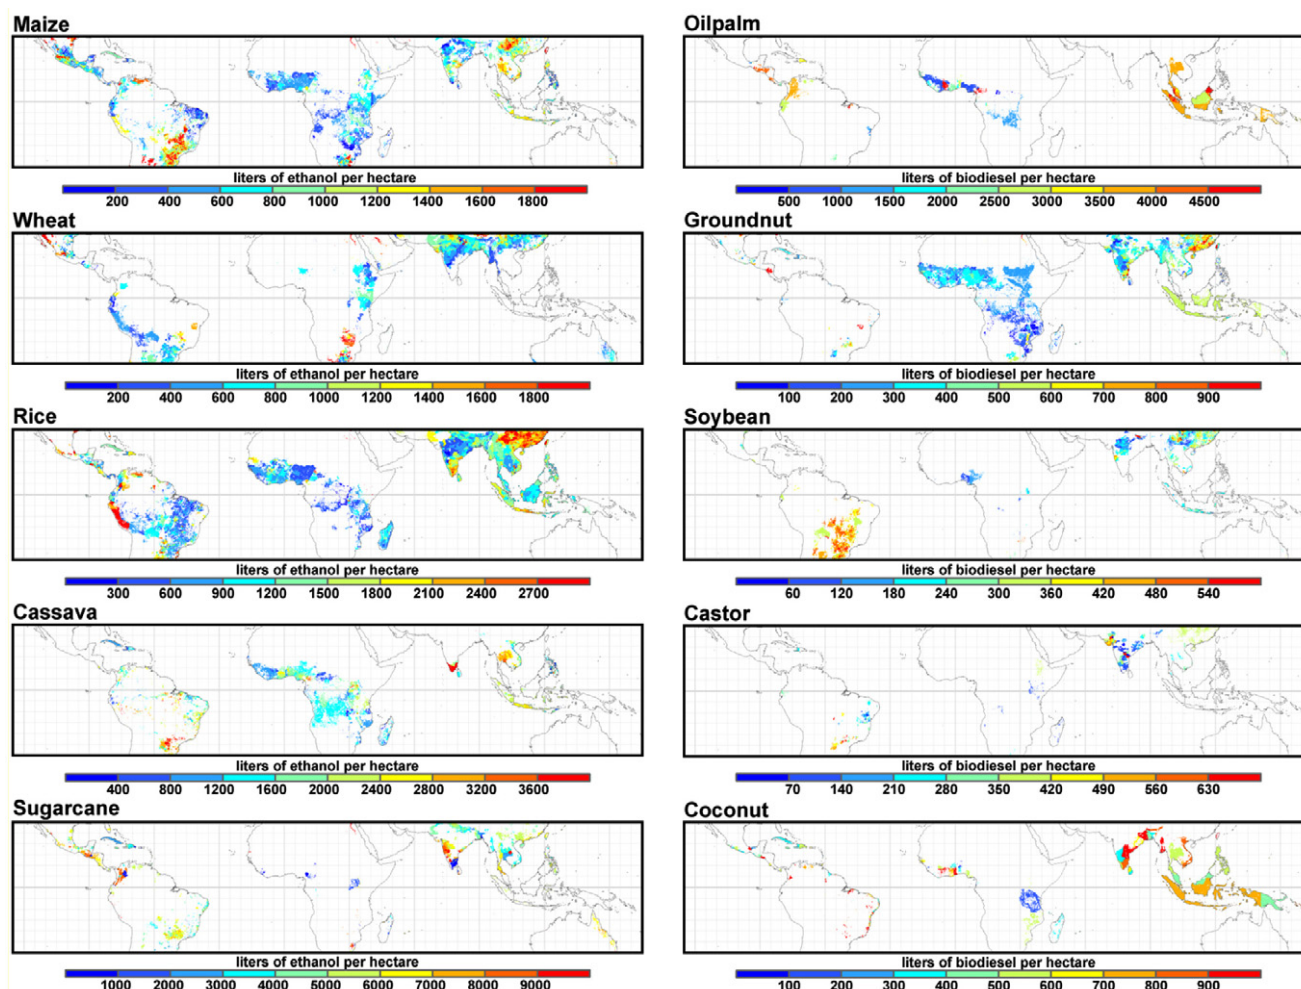 Maize
liters of ethanol per hectare
200 400 600 800 1000 1200 1400 1600 1800
Wheat
liters of ethanol per hectare
200 400 600 800 1000 1200 1400 1600 1800
Rice
liters of ethanol per hectare
300 600 900 1200 1500 1800 2100 2400 2700
Cassava
liters of ethanol per hectare
400 800 1200 1600 2000 2400 2800 3200 3600
Sugarcane
liters of ethanol per hectare
1000 2000 3000 4000 5000 6000 7000 8000 9000
Oilpalm
liters of biodiesel per hectare
500 1000 1500 2000 2500 3000 3500 4000 4500
Groundnut
liters of biodiesel per hectare
100 200 300 400 500 600 700 800 900
Soybean
liters of biodiesel per hectare
60 120 180 240 300 360 420 480 540
Castor
liters of biodiesel per hectare
70 140 210 280 350 420 490 560 630
Coconut
liters of biodiesel per hectare
100 200 300 400 500 600 700 800 900